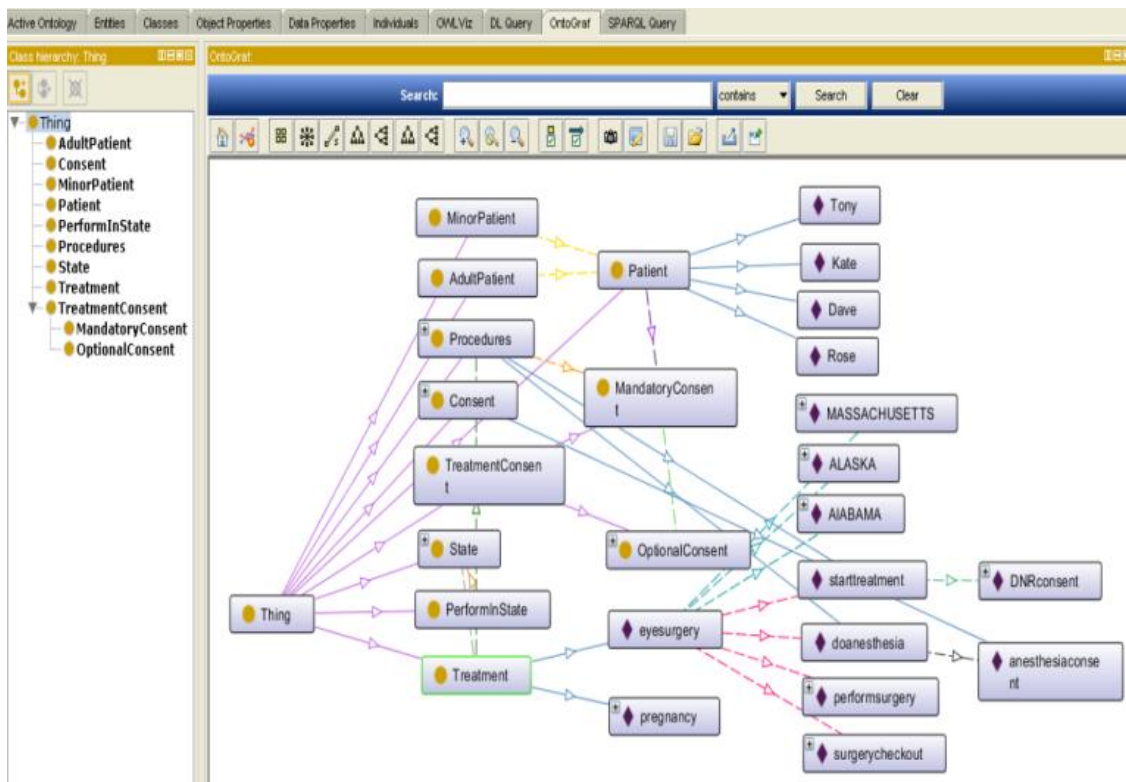 Active Ontology Entities Classes Object Properties Data Properties Individuals OWLViz DL Query OntoGraf SPARQL Query
Class hierarchy: Thing
Thing
AdultPatient
Consent
MinorPatient
Patient
PerformInState
Procedures
State
Treatment
TreatmentConsent
MandatoryConsent
OptionalConsent
OntoGraf
Search: contains Search Clear
MinorPatient
AdultPatient
Procedures
Consent
TreatmentConsen
t
State
PerformInState
Thing
Treatment
Patient
MandatoryConsen
t
OptionalConsent
eyesurgery
pregnancy
Tony
Kate
Dave
Rose
MASSACHUSETTS
ALASKA
AlABAMA
starttreatment
doanesthesia
performsurgery
surgerycheckout
DNRconsent
anesthesiaconse
nt